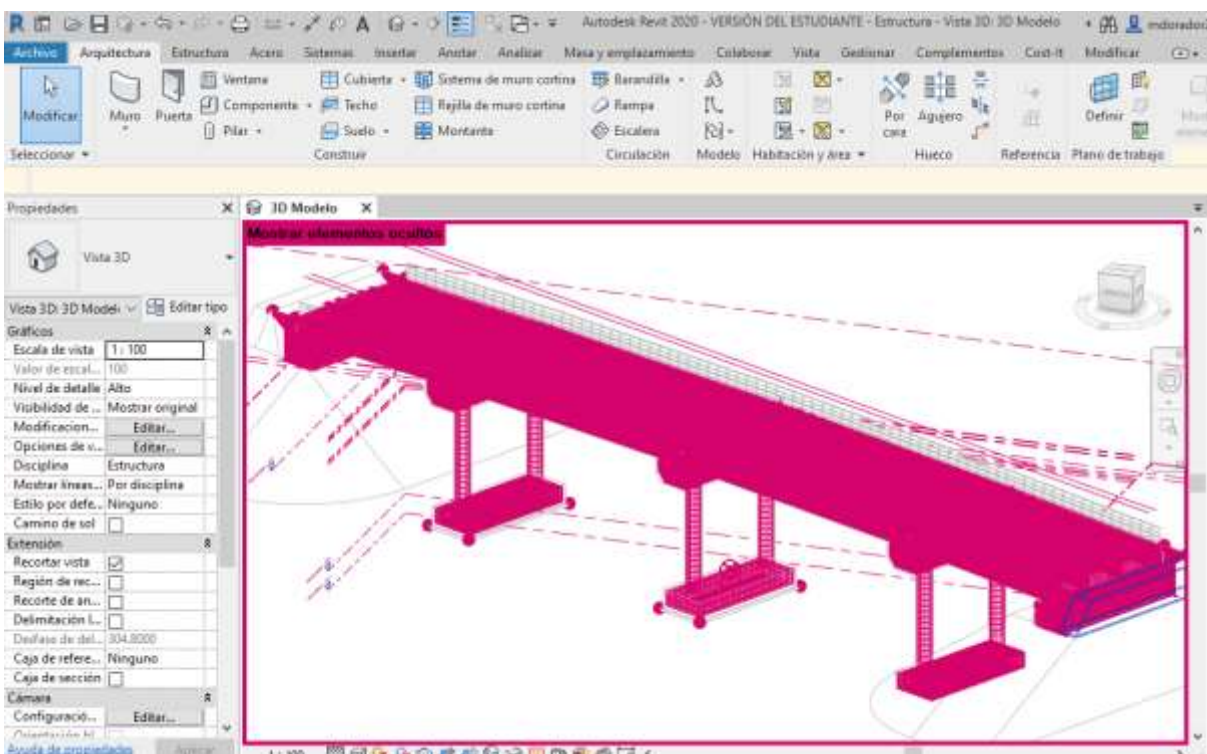 Autodesk Revit 2020 - VERSIÓN DEL ESTUDIANTE - Estructura - Vista 3D: 3D Modelo
Archivo Arquitectura Estructura Acero Sistemas Insertar Anotar Analizar Masa y emplazamiento Colaborar Vista Gestionar Complementos Cost-It Modificar
Modificar Muro Puerta
Ventana Cubierta Sistema de muro cortina Barandilla
Componente Techo Rejilla de muro cortina Rampa
Pilar Suelo Montante Escalera
Por cara Agujero Definir
Seleccionar Construir Circulación Modelo Habitación y área Hueco Referencia Plano de trabajo
Propiedades X 3D Modelo X
Mostrar elementos ocultos
Vista 3D
Vista 3D: 3D Model Editar tipo
Gráficos
Escala de vista 1 : 100
Valor de escal... 100
Nivel de detalle Alto
Visibilidad de ... Mostrar original
Modificacion... Editar...
Opciones de v... Editar...
Disciplina Estructura
Mostrar líneas... Por disciplina
Estilo por defe... Ninguno
Camino de sol
Extensión
Recortar vista
Región de rec...
Recorte de an...
Delimitación l...
Desfase de del... 304.8000
Caja de refere... Ninguno
Caja de sección
Cámara
Configuració... Editar...
Ayuda de propiedades